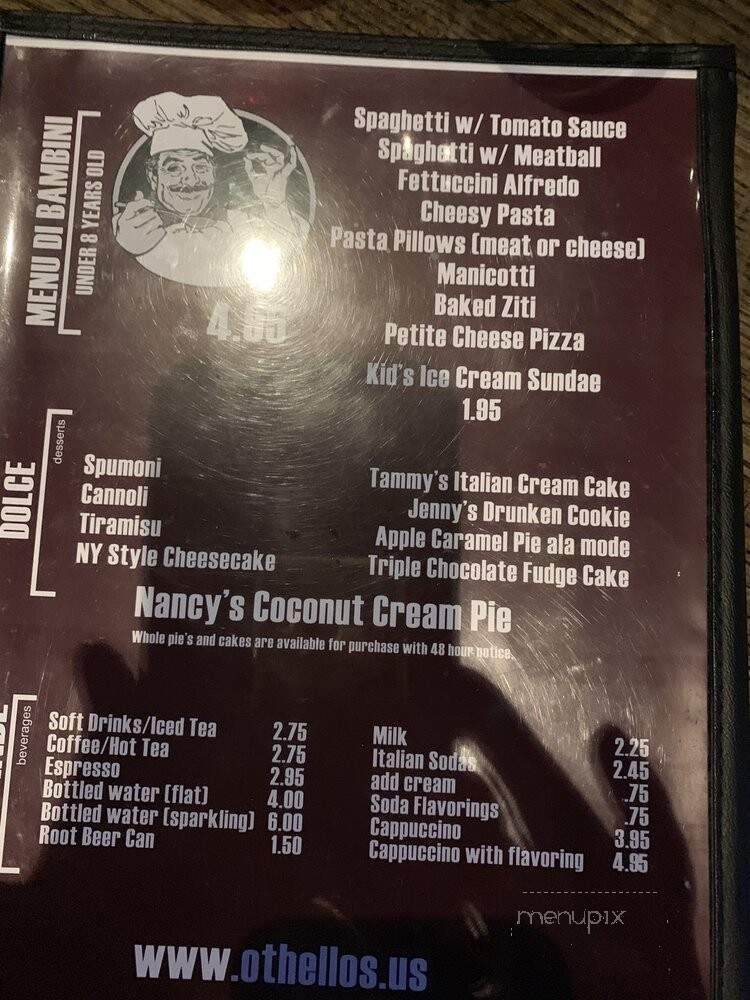 MENU DI BAMBINI
UNDER 8 YEARS OLD
4.95
Spaghetti w/ Tomato Sauce
Spaghetti w/ Meatball
Fettuccini Alfredo
Cheesy Pasta
Pasta Pillows (meat or cheese)
Manicotti
Baked Ziti
Petite Cheese Pizza
Kid's Ice Cream Sundae
1.95
DOLCE
desserts
Spumoni
Cannoli
Tiramisu
NY Style Cheesecake
Tammy's Italian Cream Cake
Jenny's Drunken Cookie
Apple Caramel Pie ala mode
Triple Chocolate Fudge Cake
Nancy's Coconut Cream Pie
Whole pie's and cakes are available for purchase with 48 hour notice.
beverages
Soft Drinks/Iced Tea 2.75
Coffee/Hot Tea 2.75
Espresso 2.95
Bottled water (flat) 4.00
Bottled water (sparkling) 6.00
Root Beer Can 1.50
Milk 2.25
Italian Sodas 2.45
add cream .75
Soda Flavorings .75
Cappuccino 3.95
Cappuccino with flavoring 4.95
menupix
www.othellos.us